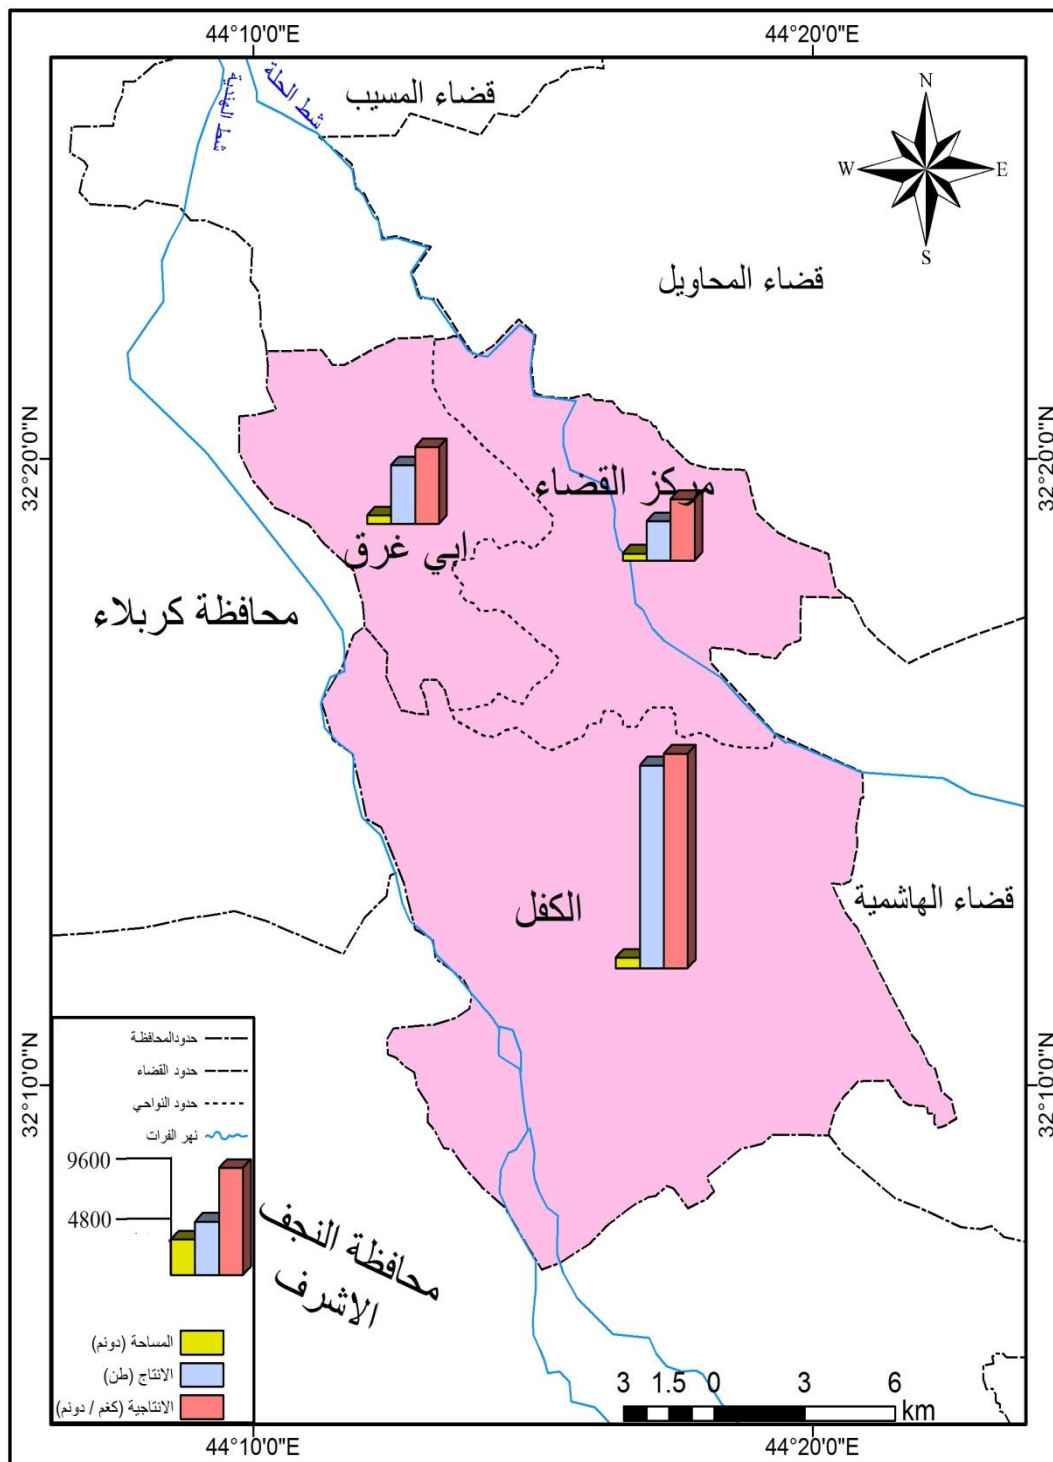 44°10'0"E
44°20'0"E
شط الهندية
شط الحلة
قضاء المسيب
N
W
E
S
قضاء المحاويل
32°20'0"N
32°20'0"N
مركز القضاء
ابي غرق
محافظة كربلاء
الكفل
قضاء الهاشمية
32°10'0"N
32°10'0"N
حدودالمحافظة
حدود القضاء
حدود النواحي
نهر الفرات
9600
4800
محافظة النجف
الاشرف
المساحة (دونم)
الانتاج (طن)
الانتاجية (كغم / دونم)
3 1.5 0 3 6
km
44°10'0"E
44°20'0"E